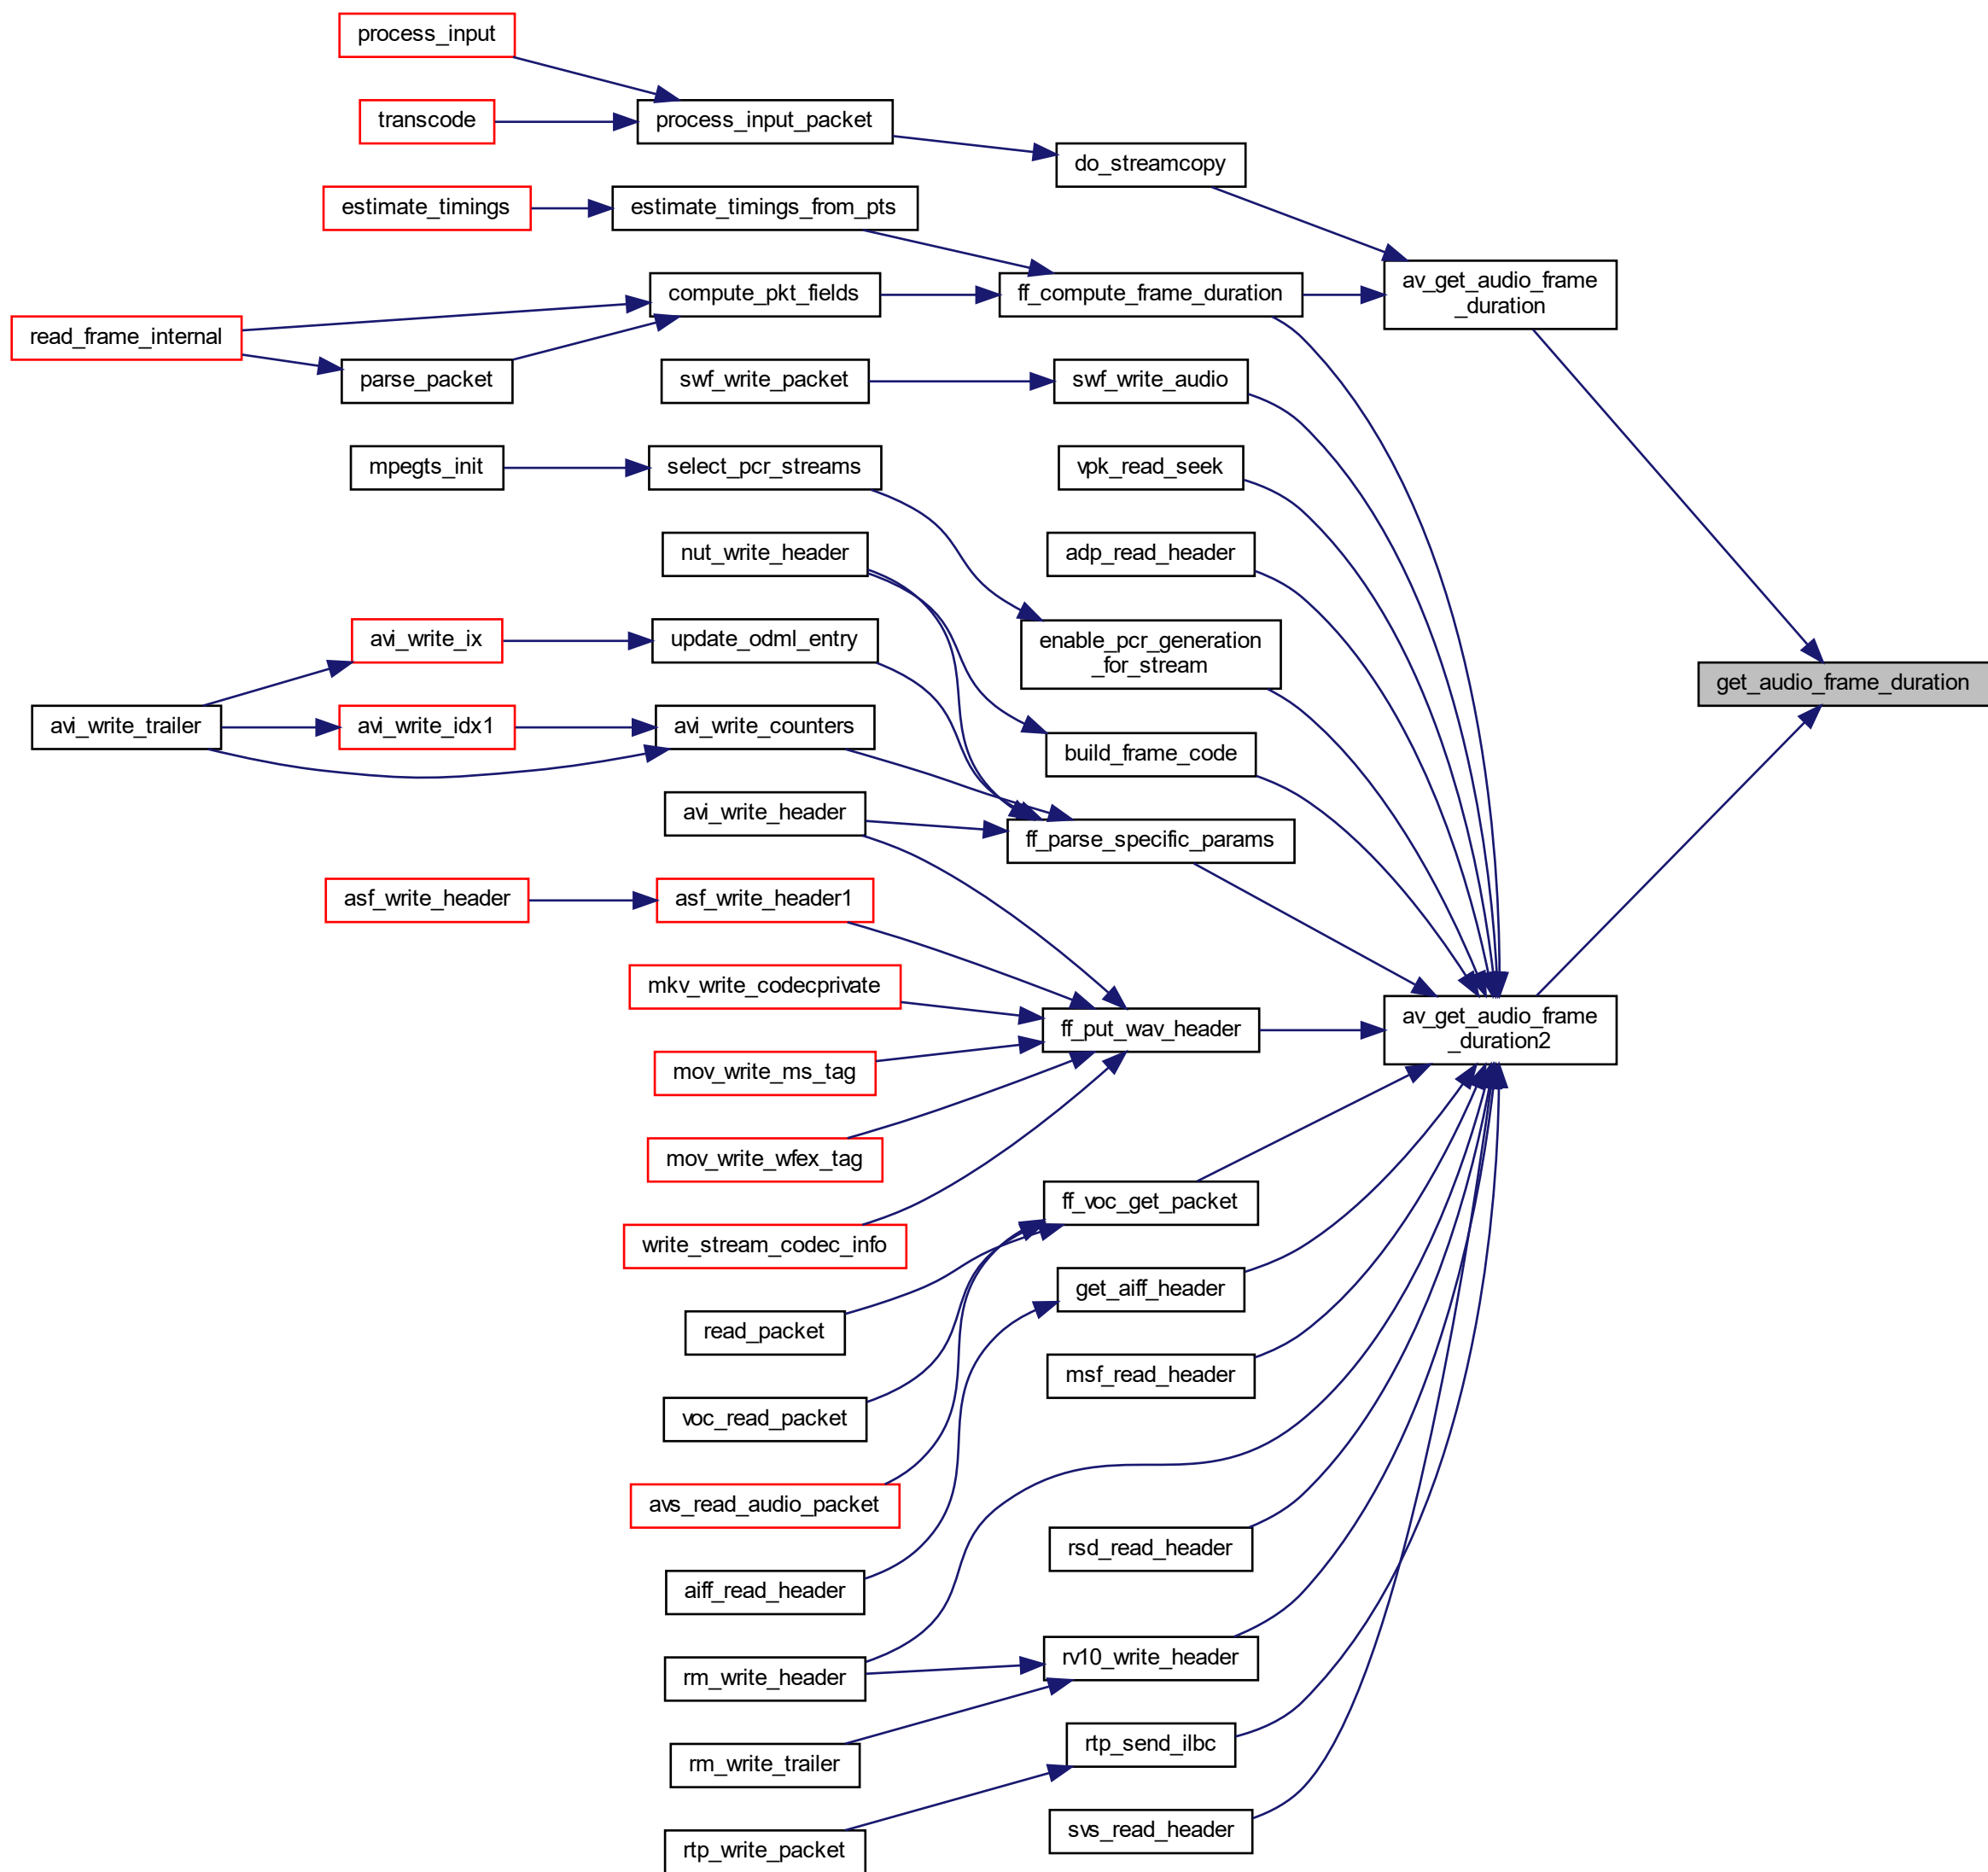 process_input
process_input_packet
transcode
do_streamcopy
estimate_timings
estimate_timings_from_pts
av_get_audio_frame
_duration
compute_pkt_fields
ff_compute_frame_duration
read_frame_internal
parse_packet
swf_write_packet
swf_write_audio
mpegts_init
select_pcr_streams
vpk_read_seek
nut_write_header
adp_read_header
avi_write_ix
update_odml_entry
enable_pcr_generation
_for_stream
get_audio_frame_duration
avi_write_trailer
avi_write_idx1
avi_write_counters
build_frame_code
avi_write_header
ff_parse_specific_params
asf_write_header
asf_write_header1
mkv_write_codecprivate
ff_put_wav_header
av_get_audio_frame
_duration2
mov_write_ms_tag
mov_write_wfex_tag
ff_voc_get_packet
write_stream_codec_info
get_aiff_header
read_packet
msf_read_header
voc_read_packet
avs_read_audio_packet
rsd_read_header
aiff_read_header
rv10_write_header
rm_write_header
rtp_send_ilbc
rm_write_trailer
svs_read_header
rtp_write_packet